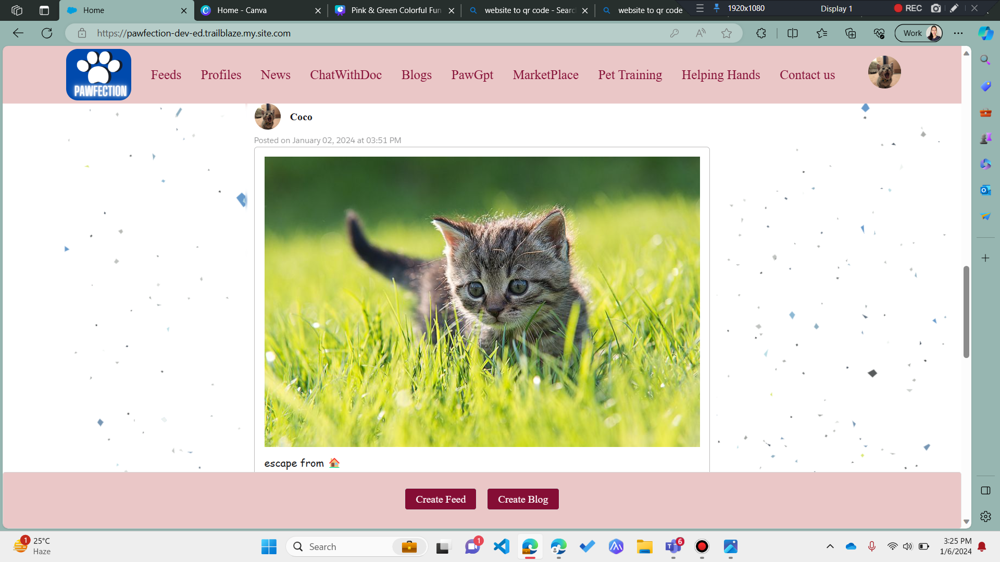 Home
Home - Canva
Pink & Green Colorful Fun
website to qr code - Searc
website to qr code
1920x1080
Display 1
REC
https://pawfection-dev-ed.trailblaze.my.site.com
Work
PAWFECTION
Feeds
Profiles
News
ChatWithDoc
Blogs
PawGpt
MarketPlace
Pet Training
Helping Hands
Contact us
Coco
Posted on January 02, 2024 at 03:51 PM
escape from
Create Feed
Create Blog
1
25°C
Haze
Search
1
6
3:25 PM
1/6/2024